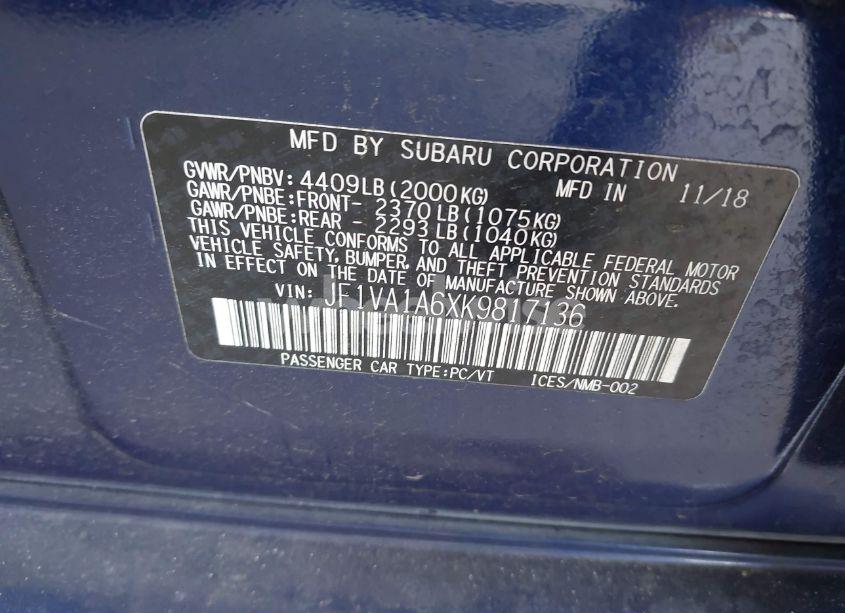 MFD BY SUBARU CORPORATION
GVWR/PNBV: 4409LB(2000KG) MFD IN 11/18
GAWR/PNBE:FRONT- 2370LB(1075KG)
GAWR/PNBE:REAR - 2293LB(1040KG)
THIS VEHICLE CONFORMS TO ALL APPLICABLE FEDERAL MOTOR
VEHICLE SAFETY, BUMPER, AND THEFT PREVENTION STANDARDS
IN EFFECT ON THE DATE OF MANUFACTURE SHOWN ABOVE.
VIN: JF1VA1A6XK9817136
PASSENGER CAR TYPE:PC/VT ICES/NMB-002